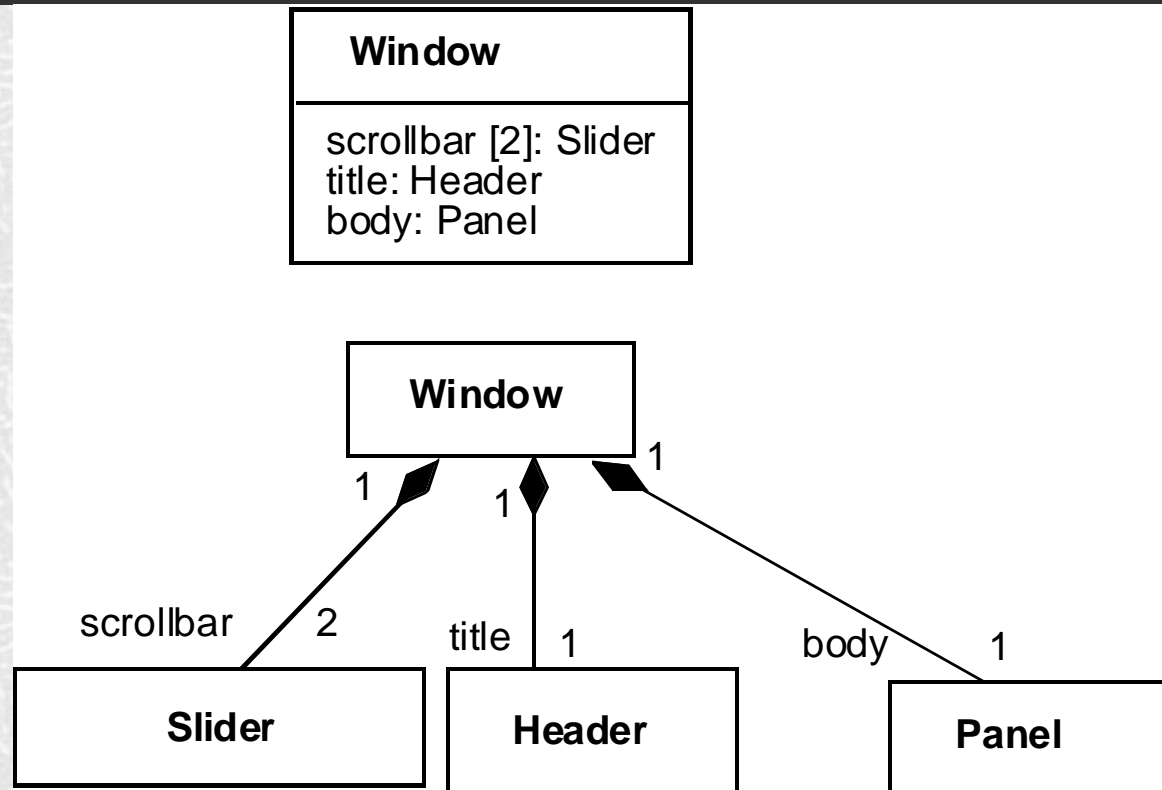 Window
scrollbar [2]: Slider
title: Header
body: Panel
Window
1
1
1
scrollbar
2
title
1
body
1
Slider
Header
Panel